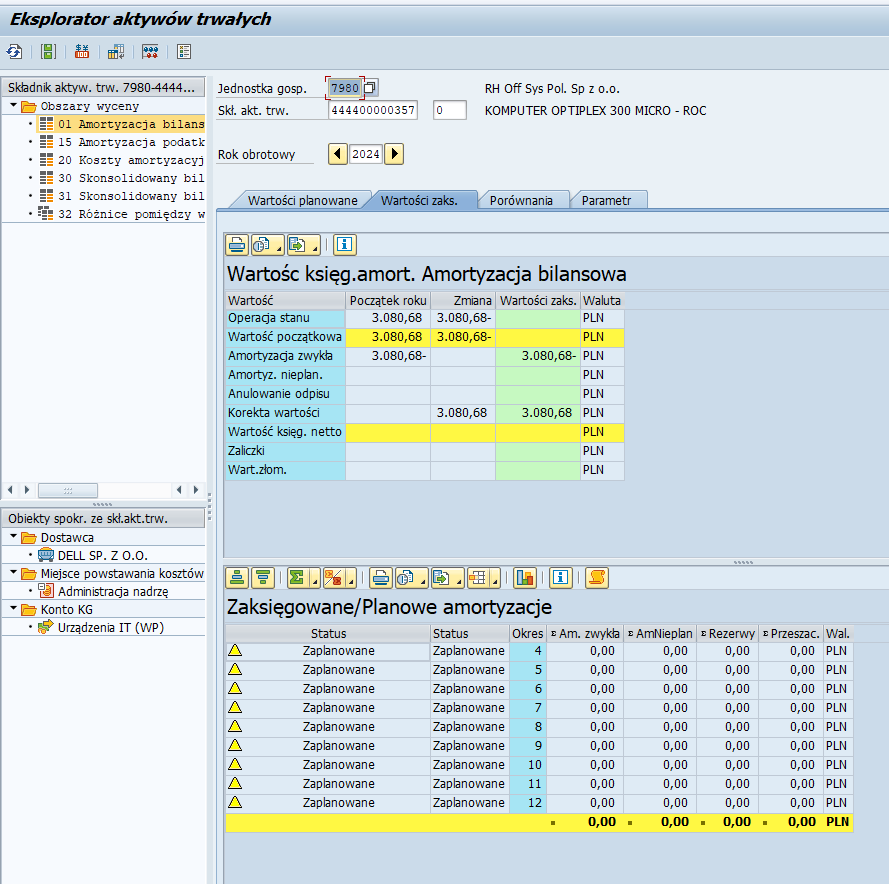 Eksplorator aktywów trwałych
Składnik aktyw. trw. 7980-4444...
Obszary wyceny
01 Amortyzacja bilans
15 Amortyzacja podatk
20 Koszty amortyzacyj
30 Skonsolidowany bil
31 Skonsolidowany bil
32 Różnice pomiędzy w
Obiekty spokr. ze skł.akt.trw.
Dostawca
DELL SP. Z O.O.
Miejsce powstawania kosztów
Administracja nadrzę
Konto KG
Urządzenia IT (WP)
Jednostka gosp. 7980 RH Off Sys Pol. Sp z o.o.
Skł. akt. trw. 444400000357 0 KOMPUTER OPTIPLEX 300 MICRO - ROC
Rok obrotowy 2024
Wartości planowane Wartości zaks. Porównania Parametr
Wartośc księg.amort. Amortyzacja bilansowa
Wartość Początek roku Zmiana Wartości zaks. Waluta
Operacja stanu 3.080,68 3.080,68- PLN
Wartość początkowa 3.080,68 3.080,68- PLN
Amortyzacja zwykła 3.080,68- 3.080,68- PLN
Amortyz. nieplan. PLN
Anulowanie odpisu PLN
Korekta wartości 3.080,68 3.080,68 PLN
Wartość księg. netto PLN
Zaliczki PLN
Wart.złom. PLN
Zaksięgowane/Planowe amortyzacje
Status Status Okres Σ Am. zwykła Σ AmNieplan Σ Rezerwy Σ Przeszac. Wal.
Zaplanowane Zaplanowane 4 0,00 0,00 0,00 0,00 PLN
Zaplanowane Zaplanowane 5 0,00 0,00 0,00 0,00 PLN
Zaplanowane Zaplanowane 6 0,00 0,00 0,00 0,00 PLN
Zaplanowane Zaplanowane 7 0,00 0,00 0,00 0,00 PLN
Zaplanowane Zaplanowane 8 0,00 0,00 0,00 0,00 PLN
Zaplanowane Zaplanowane 9 0,00 0,00 0,00 0,00 PLN
Zaplanowane Zaplanowane 10 0,00 0,00 0,00 0,00 PLN
Zaplanowane Zaplanowane 11 0,00 0,00 0,00 0,00 PLN
Zaplanowane Zaplanowane 12 0,00 0,00 0,00 0,00 PLN
0,00 0,00 0,00 0,00 PLN